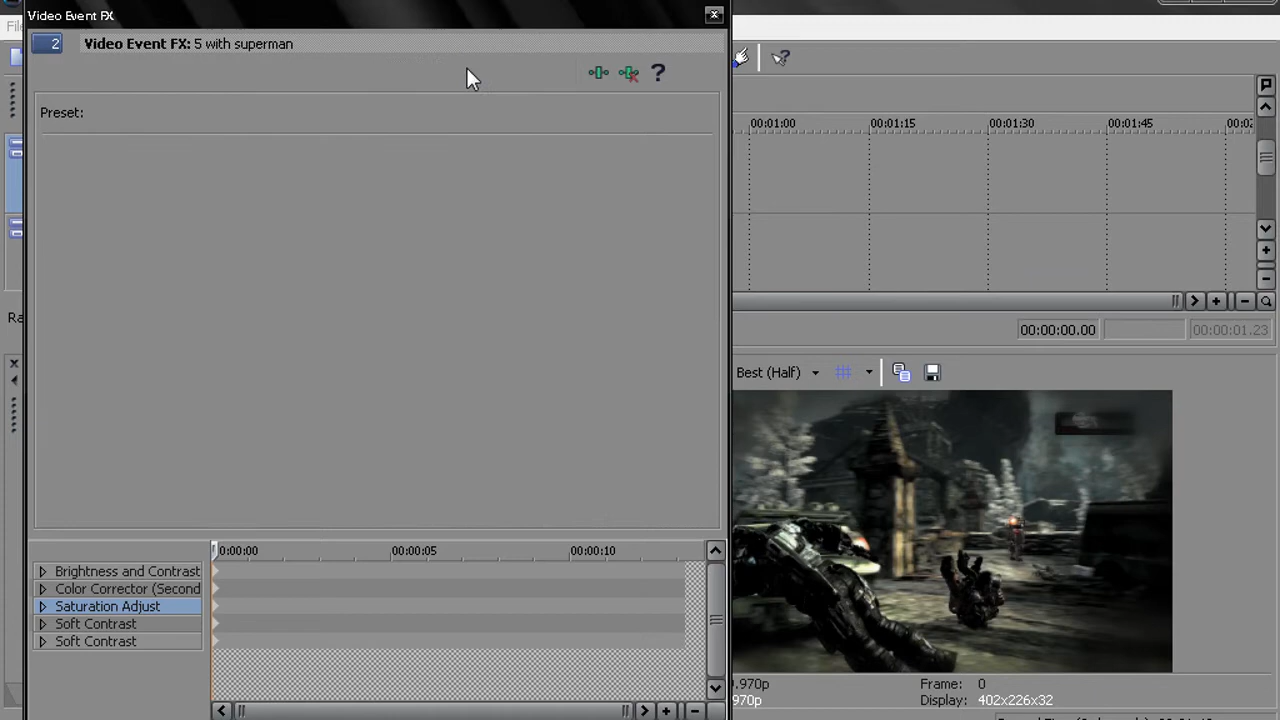 Video Event FX
2
Video Event FX: 5 with superman
Preset:
00:01:00
00:01:15
00:01:30
00:01:45
00:00:00.00
00:00:01.23
Best (Half)
0:00:00
00:00:05
00:00:10
Brightness and Contrast
Color Corrector (Second
Saturation Adjust
Soft Contrast
Soft Contrast
.970p
Frame: 0
970p
Display: 402x226x32